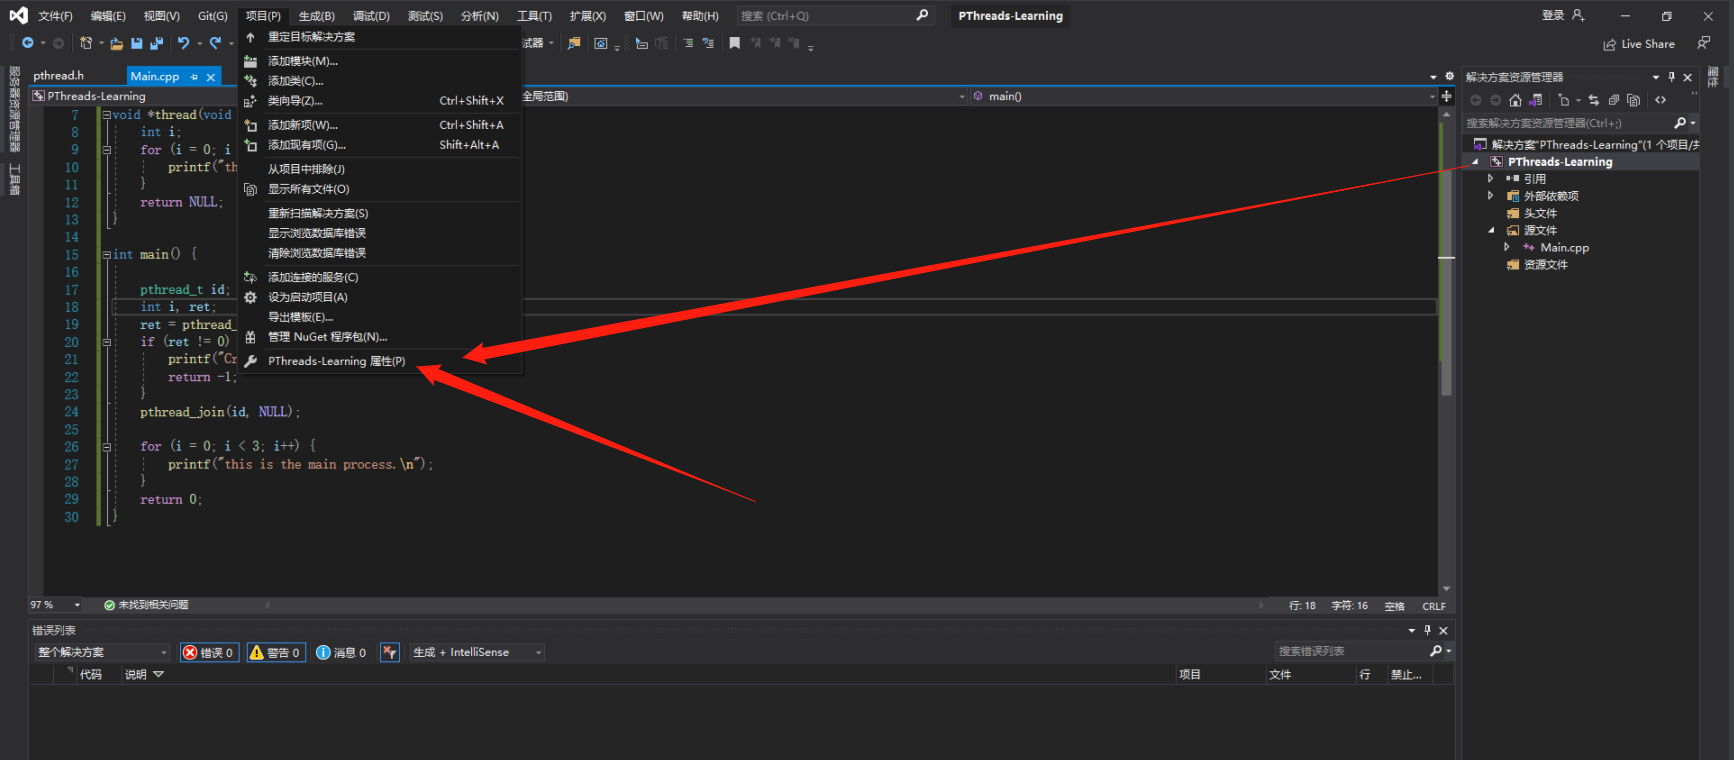 文件(F) 编辑(E) 视图(V) Git(G) 项目(P) 生成(B) 调试(D) 测试(S) 分析(N) 工具(T) 扩展(X) 窗口(W) 帮助(H) 搜索 (Ctrl+Q) PThreads-Learning 登录
试器 Live Share
pthread.h Main.cpp
PThreads-Learning 全局范围) main()
重定目标解决方案
添加模块(M)...
添加类(C)...
类向导(Z)... Ctrl+Shift+X
添加新项(W)... Ctrl+Shift+A
添加现有项(G)... Shift+Alt+A
从项目中排除(J)
显示所有文件(O)
重新扫描解决方案(S)
显示浏览数据库错误
清除浏览数据库错误
添加连接的服务(C)
设为启动项目(A)
导出模板(E)...
管理 NuGet 程序包(N)...
PThreads-Learning 属性(P)
7 void *thread(void
8 int i;
9 for (i = 0; i
10 printf("th
11 }
12 return NULL;
13 }
14
15 int main() {
16
17 pthread_t id;
18 int i, ret;
19 ret = pthread_
20 if (ret != 0)
21 printf("Cr
22 return -1;
23 }
24 pthread_join(id, NULL);
25
26 for (i = 0; i < 3; i++) {
27 printf("this is the main process.\n");
28 }
29 return 0;
30 }
服务器资源管理器
工具箱
属性
解决方案资源管理器
搜索解决方案资源管理器(Ctrl+;)
解决方案"PThreads-Learning"(1 个项目/共
PThreads-Learning
引用
外部依赖项
头文件
源文件
Main.cpp
资源文件
97 % 未找到相关问题 行: 18 字符: 16 空格 CRLF
错误列表
整个解决方案 错误 0 警告 0 消息 0 生成 + IntelliSense 搜索错误列表
代码 说明 项目 文件 行 禁止...